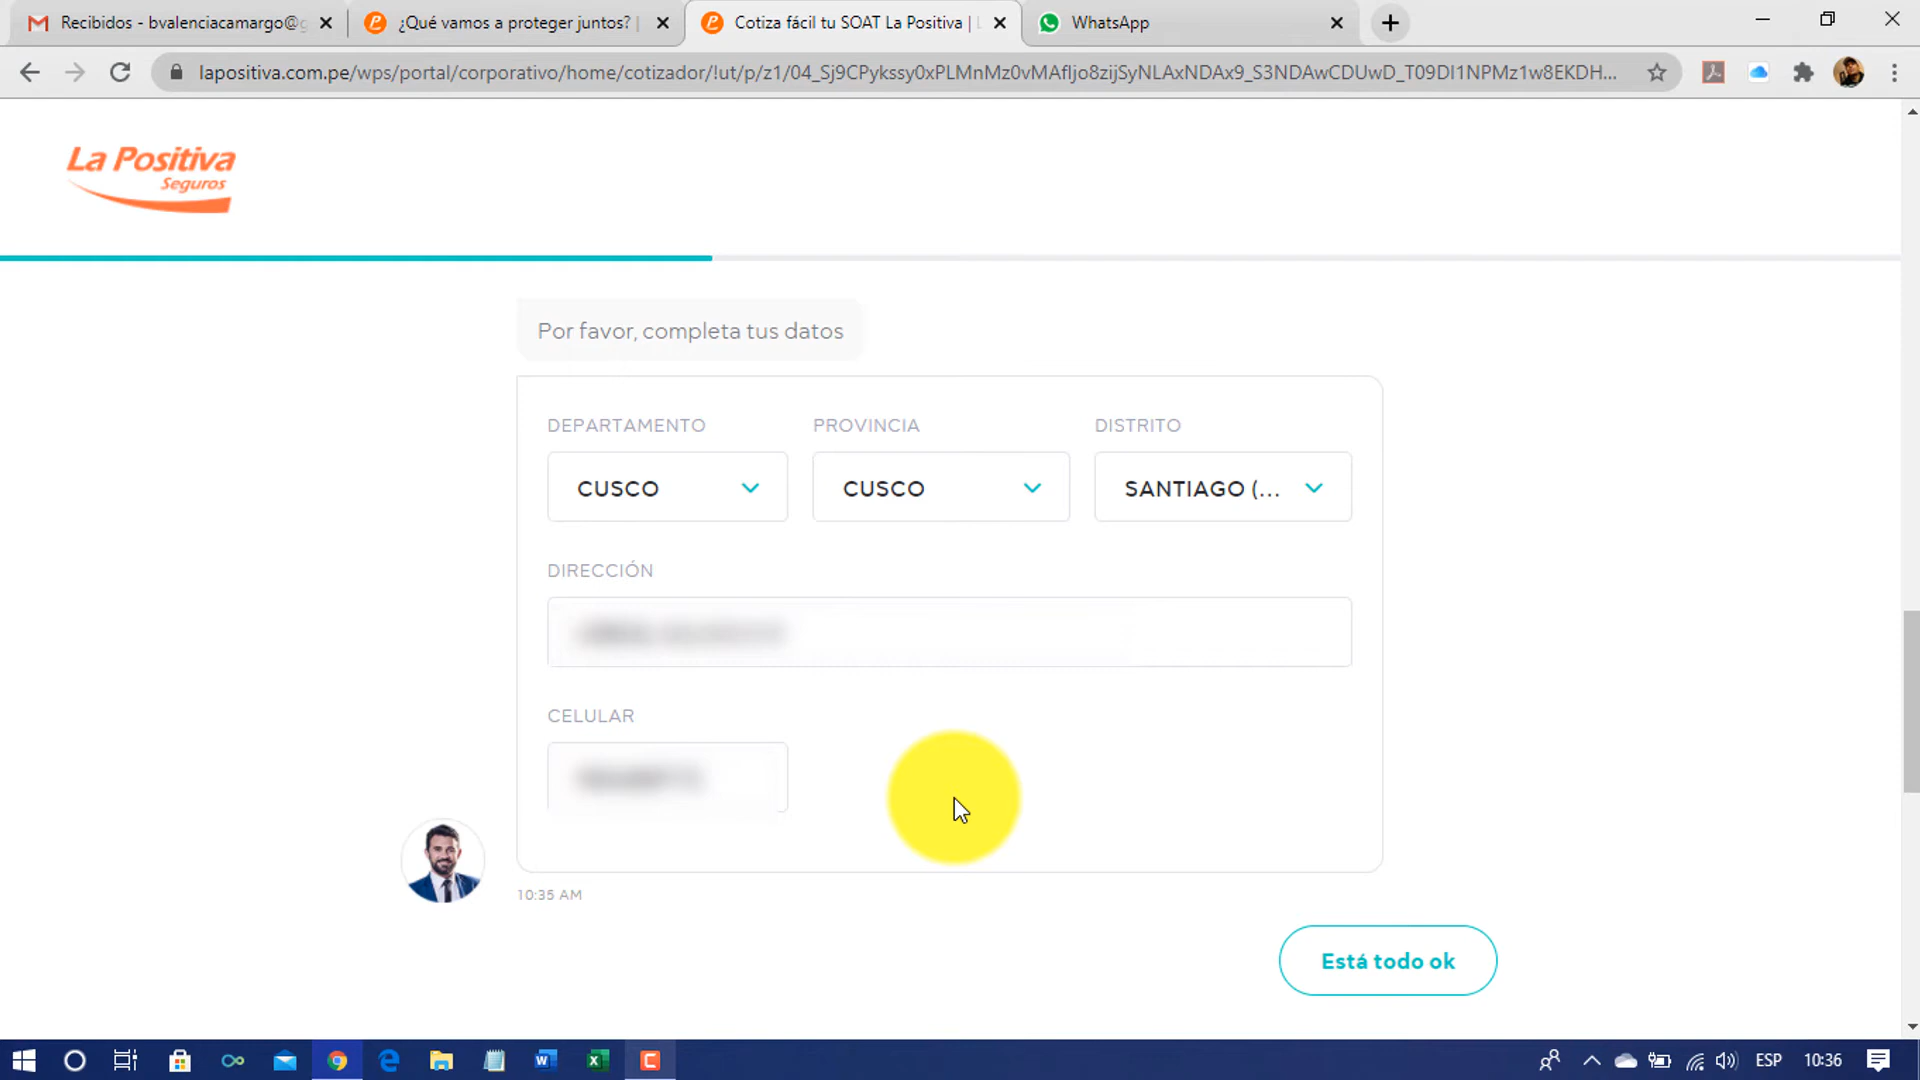 Recibidos - bvalenciacamargo@g
¿Qué vamos a proteger juntos? |
Cotiza fácil tu SOAT La Positiva |
WhatsApp
lapositiva.com.pe/wps/portal/corporativo/home/cotizador/!ut/p/z1/04_Sj9CPykssy0xPLMnMz0vMAfIjo8zijSyNLAxNDAx9_S3NDAwCDUwD_T09DI1NPMz1w8EKDH...
La Positiva
Seguros
Por favor, completa tus datos
DEPARTAMENTO PROVINCIA DISTRITO
CUSCO CUSCO SANTIAGO (...
DIRECCIÓN
CELULAR
10:35 AM
Está todo ok
ESP 10:36